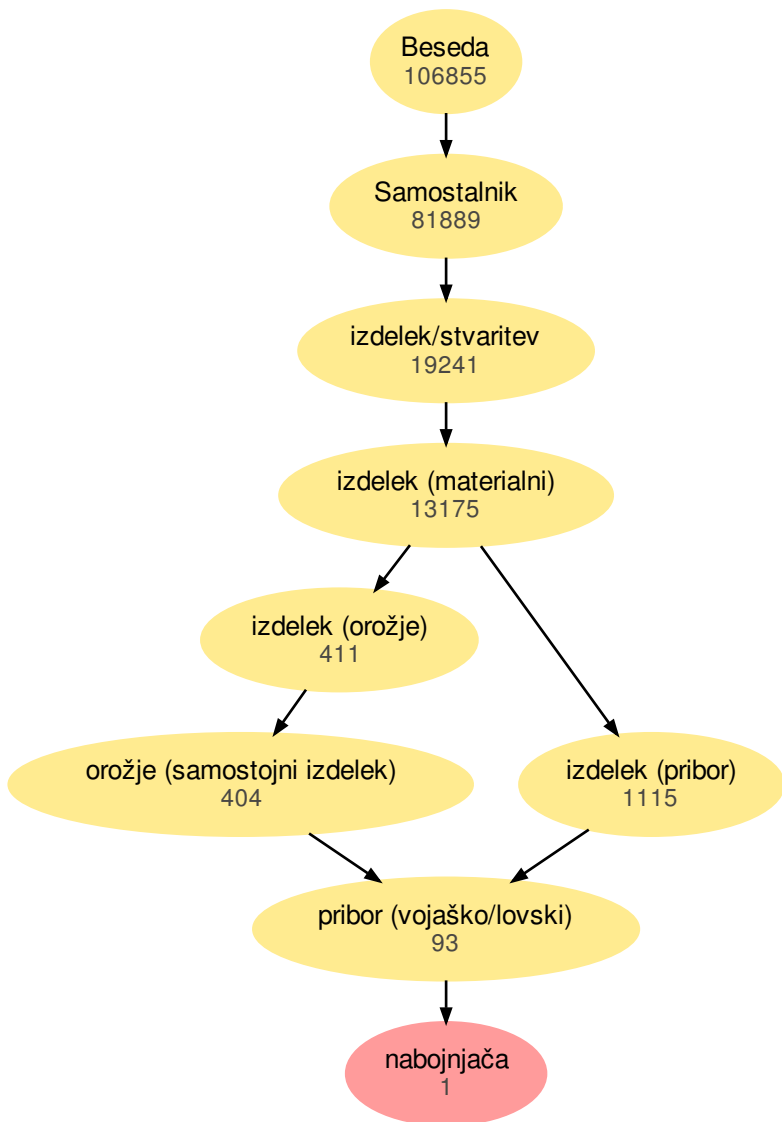 Beseda
106855
Samostalnik
81889
izdelek/stvaritev
19241
izdelek (materialni)
13175
izdelek (orožje)
411
orožje (samostojni izdelek)
404
izdelek (pribor)
1115
pribor (vojaško/lovski)
93
nabojnjača
1